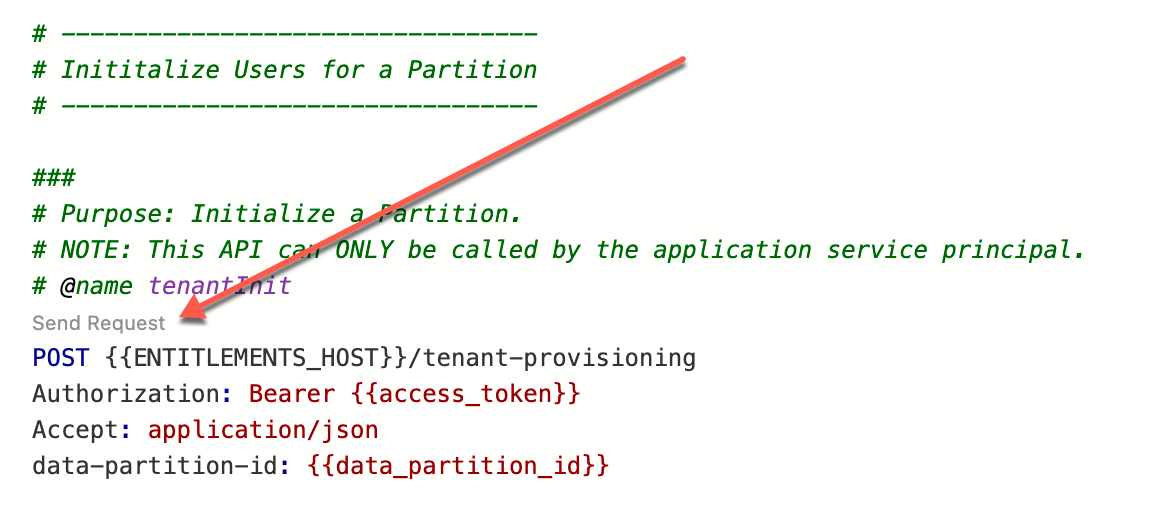 # ---------------------------------
# Inititalize Users for a Partition
# ---------------------------------
###
# Purpose: Initialize a Partition.
# NOTE: This API can ONLY be called by the application service principal.
# @name tenantInit
Send Request
POST {{ENTITLEMENTS_HOST}}/tenant-provisioning
Authorization: Bearer {{access_token}}
Accept: application/json
data-partition-id: {{data_partition_id}}